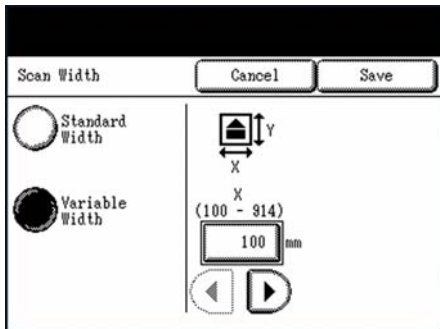 Scan Width
Cancel
Save
Standard
Width
Y
X
Variable
Width
X
(100 - 914)
100 mm